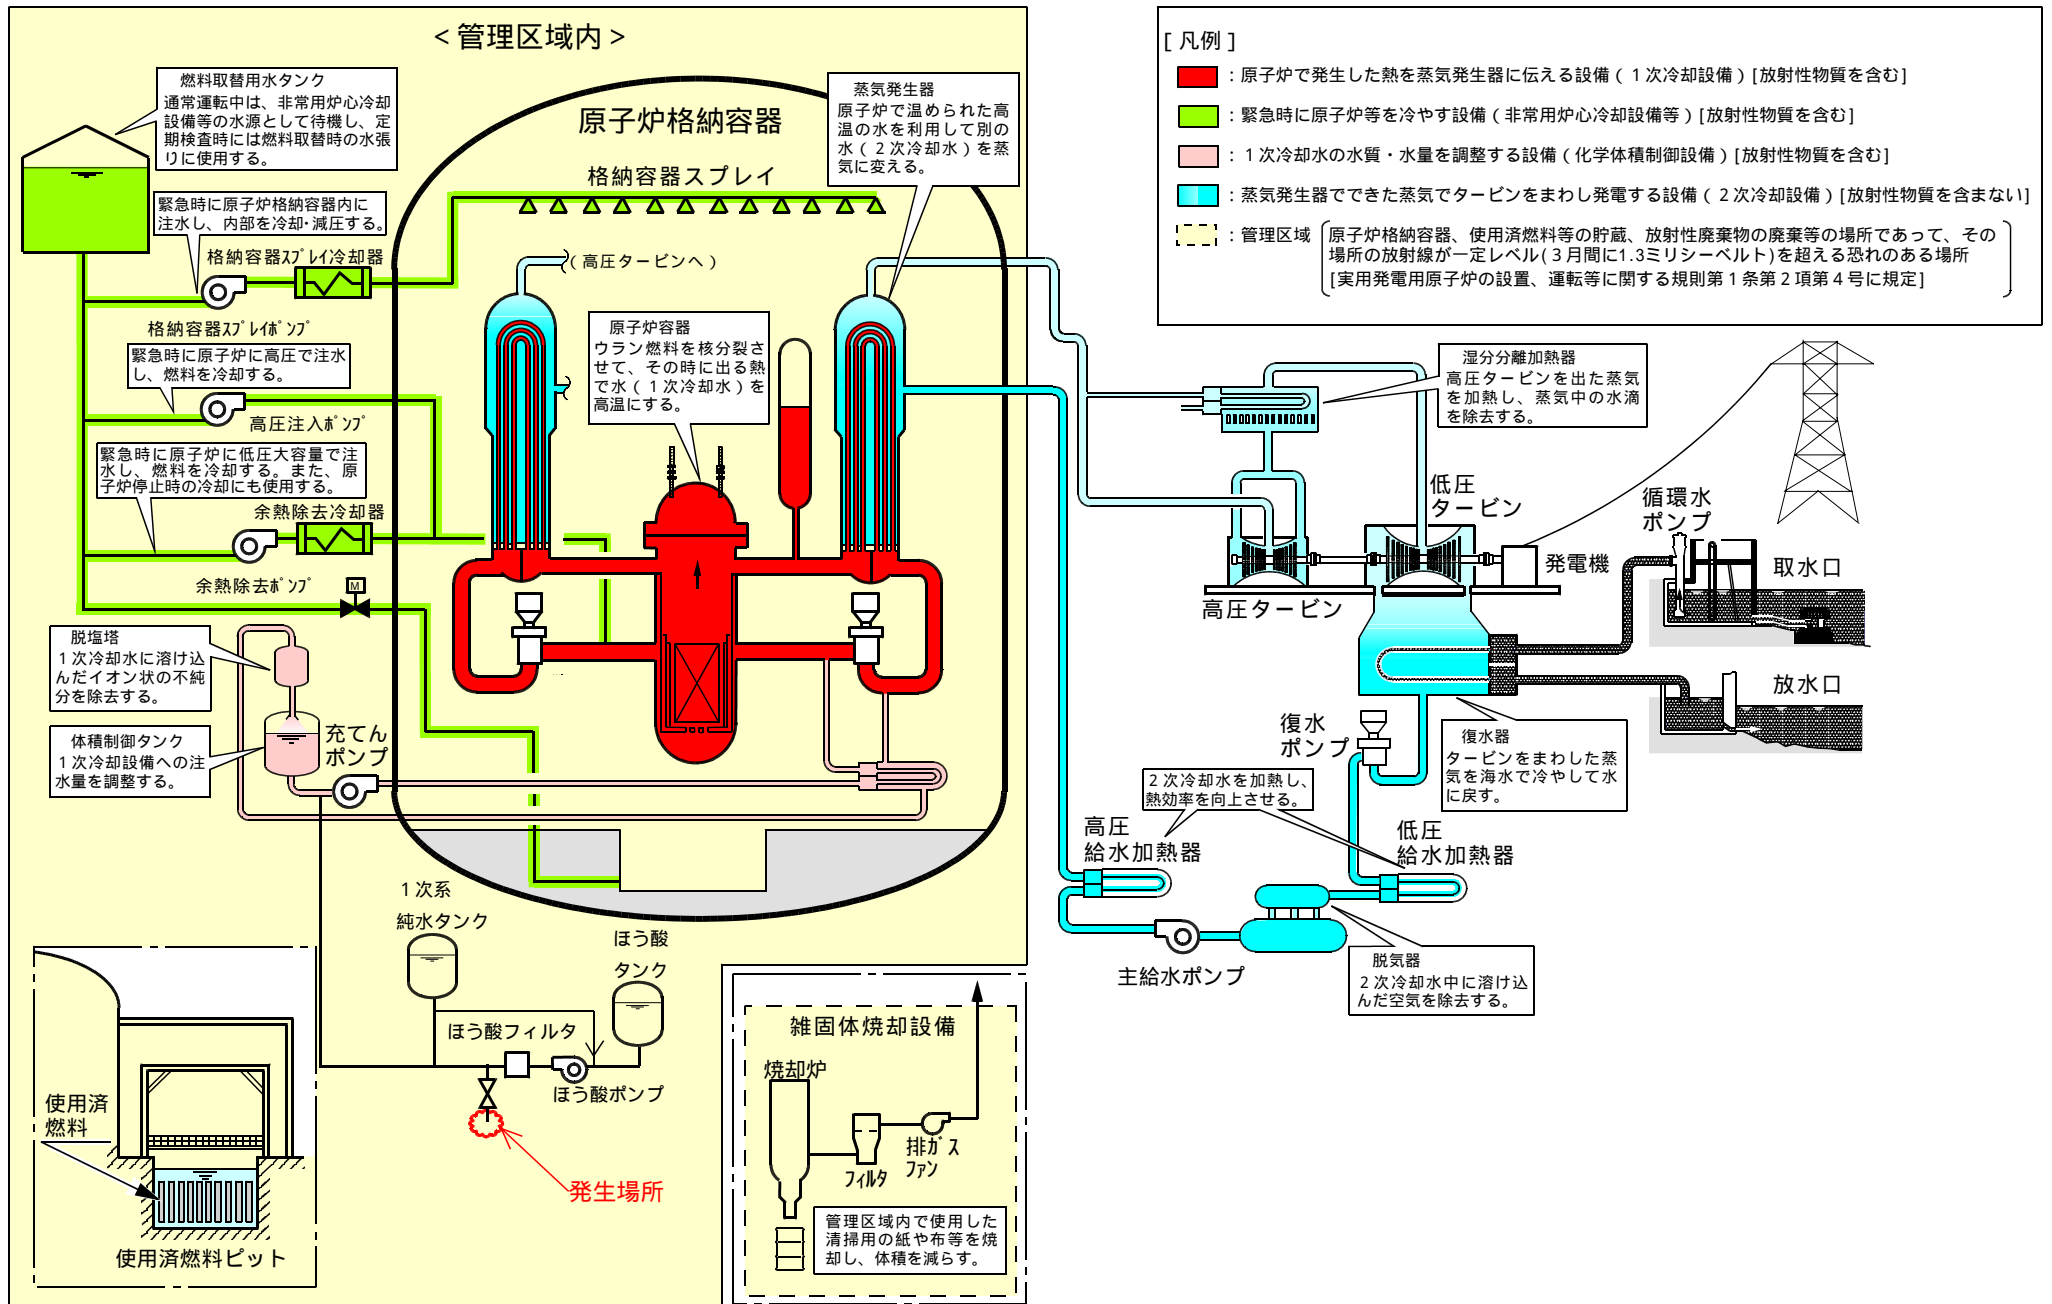 ＜管理区域内＞
燃料取替用水タンク
通常運転中は、非常用炉心冷却
設備等の水源として待機し、定
期検査時には燃料取替時の水張
りに使用する。
緊急時に原子炉格納容器内に
注水し、内部を冷却・減圧する。
格納容器ｽﾌﾟﾚｲ冷却器
格納容器ｽﾌﾟﾚｲﾎﾟﾝﾌﾟ
緊急時に原子炉に高圧で注水
し、燃料を冷却する。
高圧注入ﾎﾟﾝﾌﾟ
緊急時に原子炉に低圧大容量で注
水し、燃料を冷却する。また、原
子炉停止時の冷却にも使用する。
余熱除去冷却器
余熱除去ﾎﾟﾝﾌﾟ
M
脱塩塔
１次冷却水に溶け込
んだイオン状の不純
分を除去する。
体積制御タンク
１次冷却設備への注
水量を調整する。
充てん
ポンプ
原子炉格納容器
格納容器スプレイ
蒸気発生器
原子炉で温められた高
温の水を利用して別の
水（２次冷却水）を蒸
気に変える。
（高圧タービンへ）
原子炉容器
ウラン燃料を核分裂さ
せて、その時に出る熱
で水（１次冷却水）を
高温にする。
１次系
純水タンク
ほう酸
タンク
ほう酸フィルタ
ほう酸ポンプ
発生場所
使用済
燃料
使用済燃料ピット
雑固体焼却設備
焼却炉
フィルタ
排ｶﾞｽ
ファン
管理区域内で使用した
清掃用の紙や布等を焼
却し、体積を減らす。
[ 凡例 ]
：原子炉で発生した熱を蒸気発生器に伝える設備（１次冷却設備）[放射性物質を含む]
：緊急時に原子炉等を冷やす設備（非常用炉心冷却設備等）[放射性物質を含む]
：１次冷却水の水質・水量を調整する設備（化学体積制御設備）[放射性物質を含む]
：蒸気発生器でできた蒸気でタービンをまわし発電する設備（２次冷却設備）[放射性物質を含まない]
：管理区域
原子炉格納容器、使用済燃料等の貯蔵、放射性廃棄物の廃棄等の場所であって、その
場所の放射線が一定レベル(３月間に1.3ミリシーベルト)を超える恐れのある場所
[実用発電用原子炉の設置、運転等に関する規則第１条第２項第４号に規定]
湿分分離加熱器
高圧タービンを出た蒸気
を加熱し、蒸気中の水滴
を除去する。
低圧
タービン
高圧タービン
発電機
循環水
ポンプ
取水口
放水口
復水
ポンプ
復水器
タービンをまわした蒸
気を海水で冷やして水
に戻す。
２次冷却水を加熱し、
熱効率を向上させる。
高圧
給水加熱器
低圧
給水加熱器
主給水ポンプ
脱気器
２次冷却水中に溶け込
んだ空気を除去する。